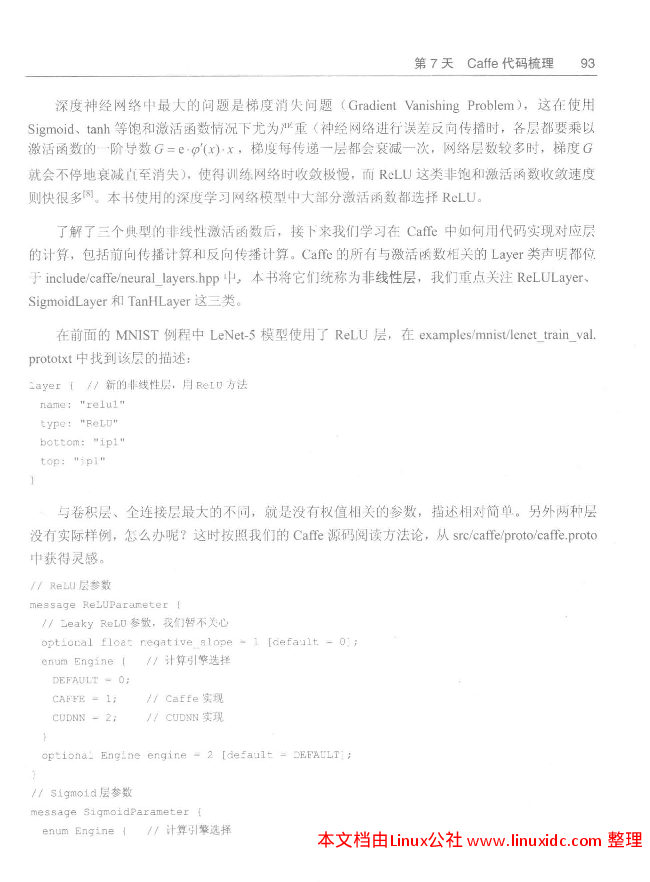 第 7 天 Caffe 代码梳理 93
深度神经网络中最大的问题是梯度消失问题（Gradient Vanishing Problem），这在使用
Sigmoid、tanh 等饱和激活函数情况下尤为严重（神经网络进行误差反向传播时，各层都要乘以
激活函数的一阶导数 G = e·φ′(x)·x，梯度每传递一层都会衰减一次，网络层数较多时，梯度 G
就会不停地衰减直至消失），使得训练网络时收敛极慢，而 ReLU 这类非饱和激活函数收敛速度
则快很多[8]。本书使用的深度学习网络模型中大部分激活函数都选择 ReLU。
了解了三个典型的非线性激活函数后，接下来我们学习在 Caffe 中如何用代码实现对应层
的计算，包括前向传播计算和反向传播计算。Caffe 的所有与激活函数相关的 Layer 类声明都位
于 include/caffe/neural_layers.hpp 中，本书将它们统称为非线性层，我们重点关注 ReLULayer、
SigmoidLayer 和 TanHLayer 这三类。
在前面的 MNIST 例程中 LeNet-5 模型使用了 ReLU 层，在 examples/mnist/lenet_train_val.
prototxt 中找到该层的描述：
layer { // 新的非线性层，用 ReLU 方法
name: "relu1"
type: "ReLU"
bottom: "ip1"
top: "ip1"
}
与卷积层、全连接层最大的不同，就是没有权值相关的参数，描述相对简单。另外两种层
没有实际样例，怎么办呢？这时按照我们的 Caffe 源码阅读方法论，从 src/caffe/proto/caffe.proto
中获得灵感。
// ReLU 层参数
message ReLUParameter {
// Leaky ReLU 参数，我们暂不关心
optional float negative_slope = 1 [default = 0];
enum Engine { // 计算引擎选择
DEFAULT = 0;
CAFFE = 1; // Caffe 实现
CUDNN = 2; // CUDNN 实现
}
optional Engine engine = 2 [default = DEFAULT];
}
// Sigmoid 层参数
message SigmoidParameter {
enum Engine { // 计算引擎选择
本文档由Linux公社 www.linuxidc.com 整理